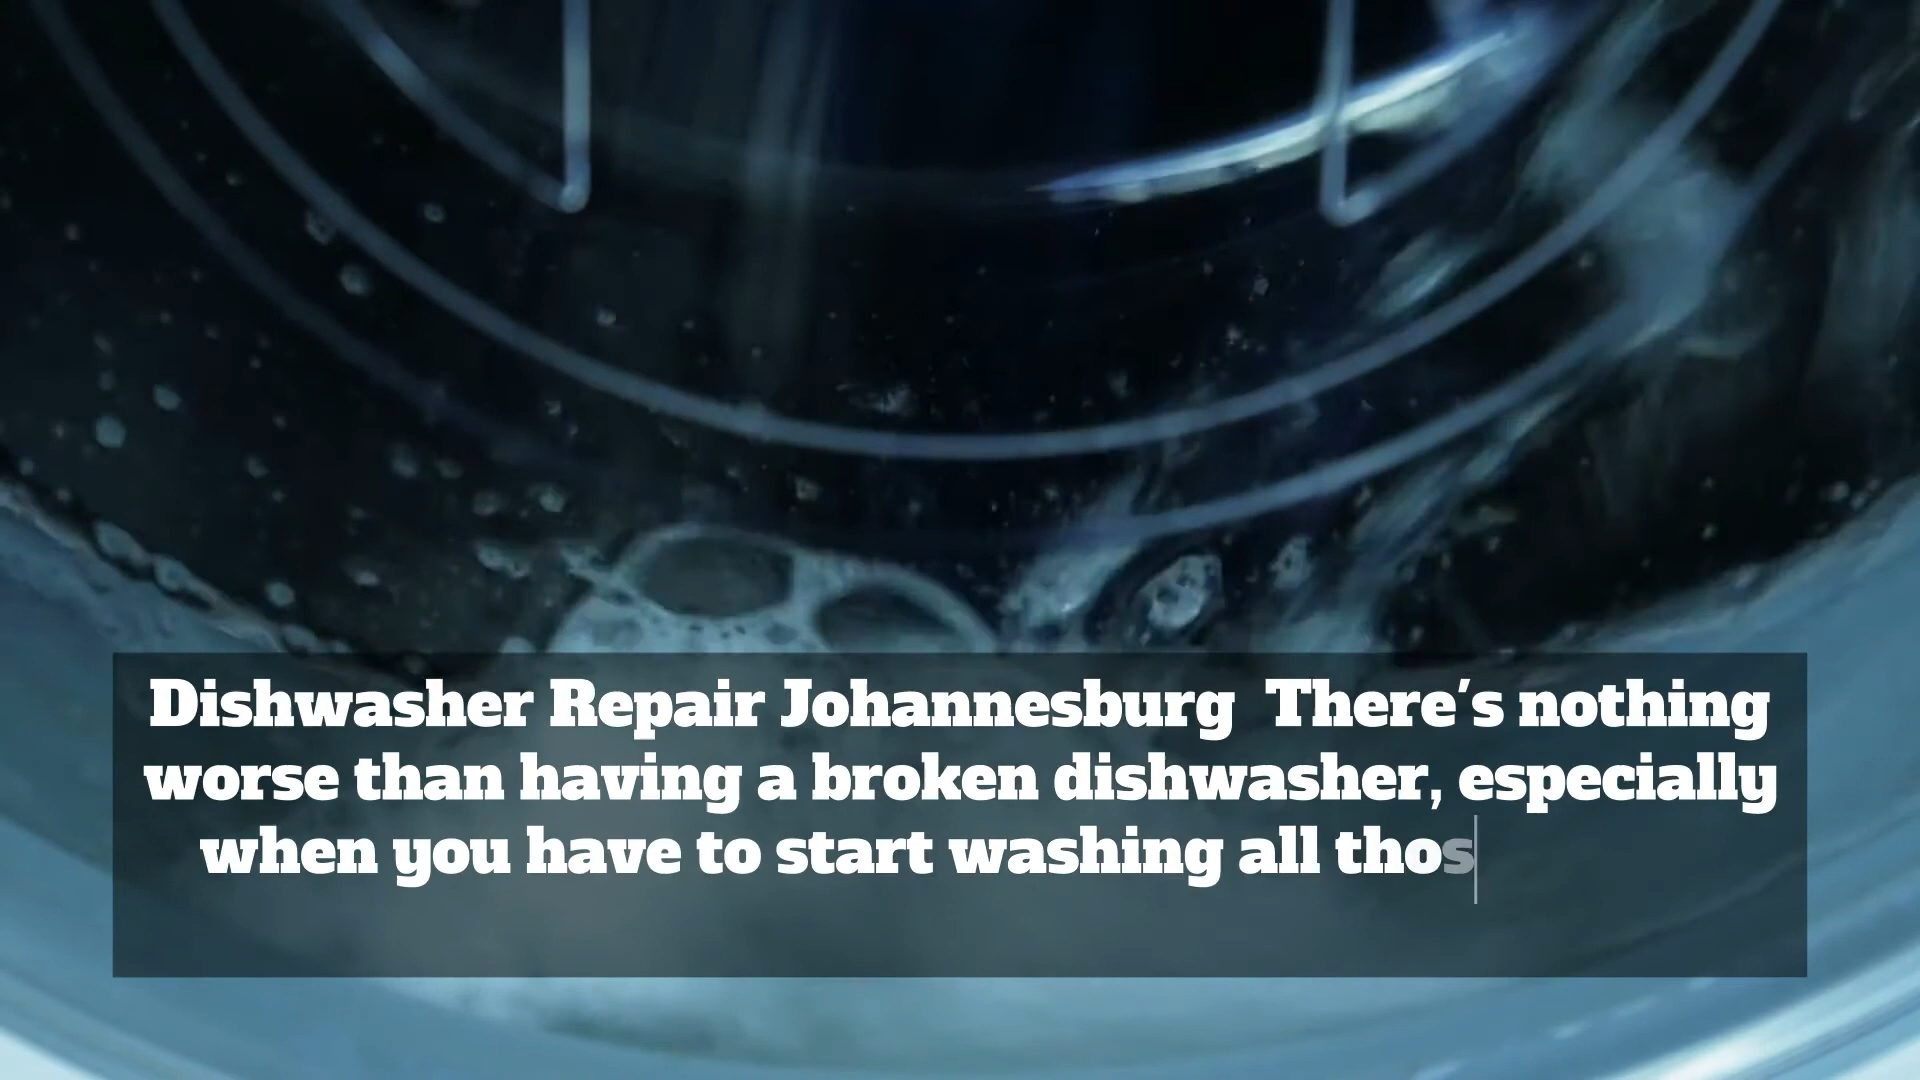 Dishwasher Repair Johannesburg  There's nothing
worse than having a broken dishwasher, especially
when you have to start washing all thos